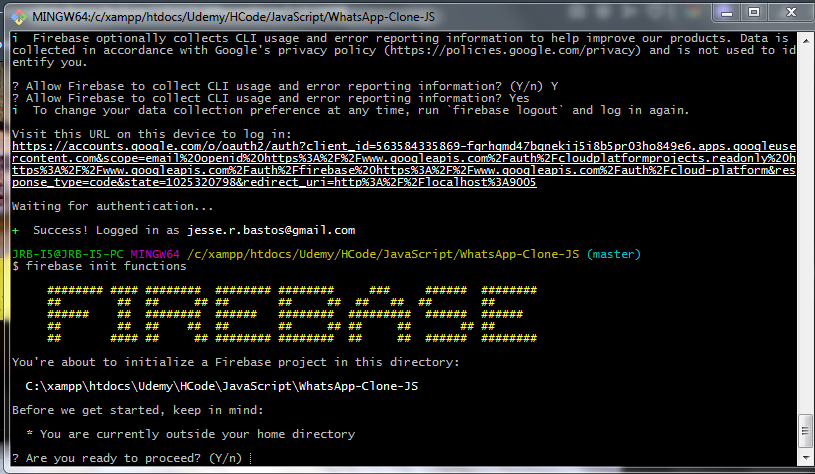 MINGW64:/c/xampp/htdocs/Udemy/HCode/JavaScript/WhatsApp-Clone-JS
i  Firebase optionally collects CLI usage and error reporting information to help improve our products. Data is
collected in accordance with Google's privacy policy (https://policies.google.com/privacy) and is not used to id
entify you.
? Allow Firebase to collect CLI usage and error reporting information? (Y/n) Y
? Allow Firebase to collect CLI usage and error reporting information? Yes
i  To change your data collection preference at any time, run `firebase logout` and log in again.
Visit this URL on this device to log in:
https://accounts.google.com/o/oauth2/auth?client_id=563584335869-fgrhgmd47bqnekij5i8b5pr03ho849e6.apps.googleuse
rcontent.com&scope=email%20openid%20https%3A%2F%2Fwww.googleapis.com%2Fauth%2Fcloudplatformprojects.readonly%20h
ttps%3A%2F%2Fwww.googleapis.com%2Fauth%2Ffirebase%20https%3A%2F%2Fwww.googleapis.com%2Fauth%2Fcloud-platform&res
ponse_type=code&state=1025320798&redirect_uri=http%3A%2F%2Flocalhost%3A9005
Waiting for authentication...
+  Success! Logged in as jesse.r.bastos@gmail.com
JRB-I5@JRB-I5-PC MINGW64 /c/xampp/htdocs/Udemy/HCode/JavaScript/WhatsApp-Clone-JS (master)
$ firebase init functions
FIREBASE
You're about to initialize a Firebase project in this directory:
C:\xampp\htdocs\Udemy\HCode\JavaScript\WhatsApp-Clone-JS
Before we get started, keep in mind:
* You are currently outside your home directory
? Are you ready to proceed? (Y/n)